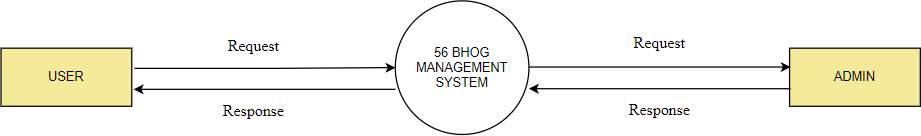 Request
Request
USER
56 BHOG
MANAGEMENT
SYSTEM
ADMIN
Response
Response